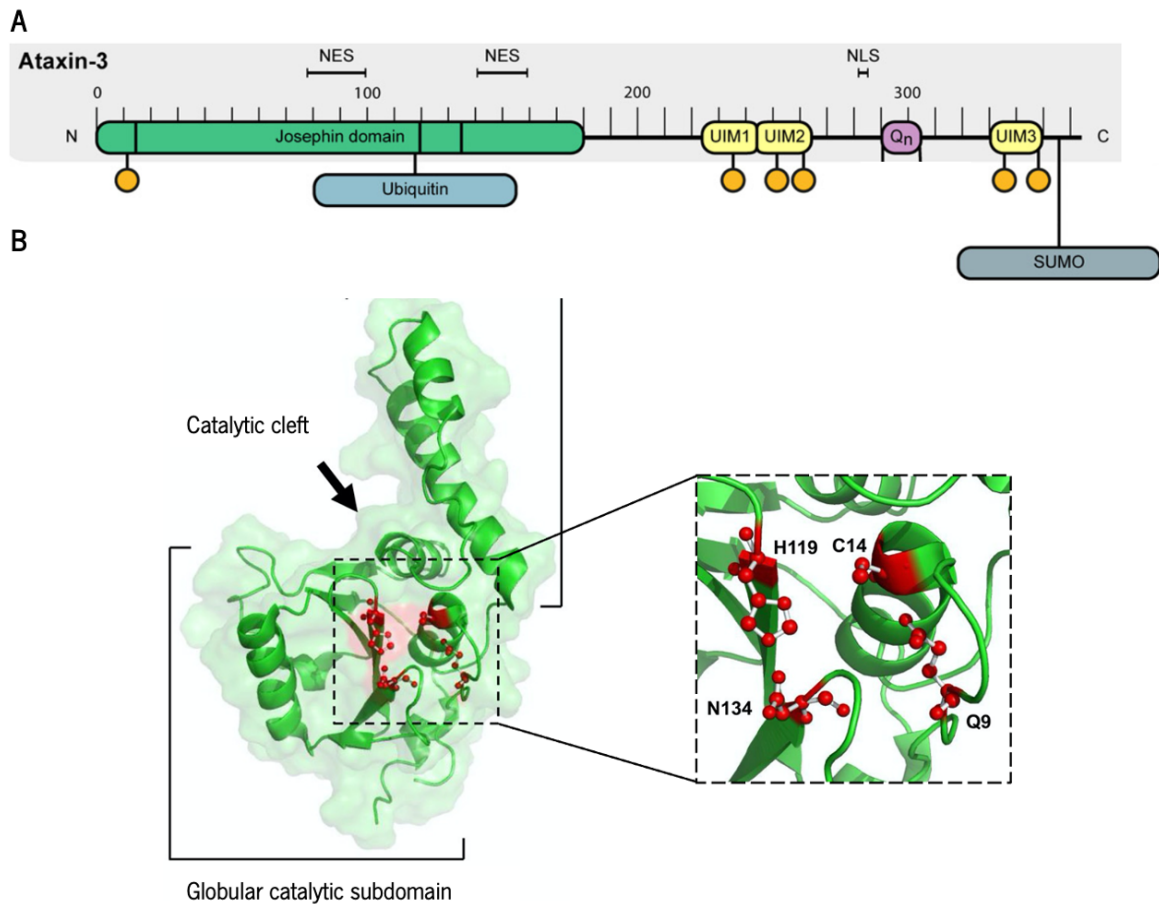 A
Ataxin-3
NES NES NLS
0 100 200 300
N Josephin domain UIM1 UIM2 Qn UIM3 C
Ubiquitin
SUMO
B
Catalytic cleft
H119 C14
N134 Q9
Globular catalytic subdomain